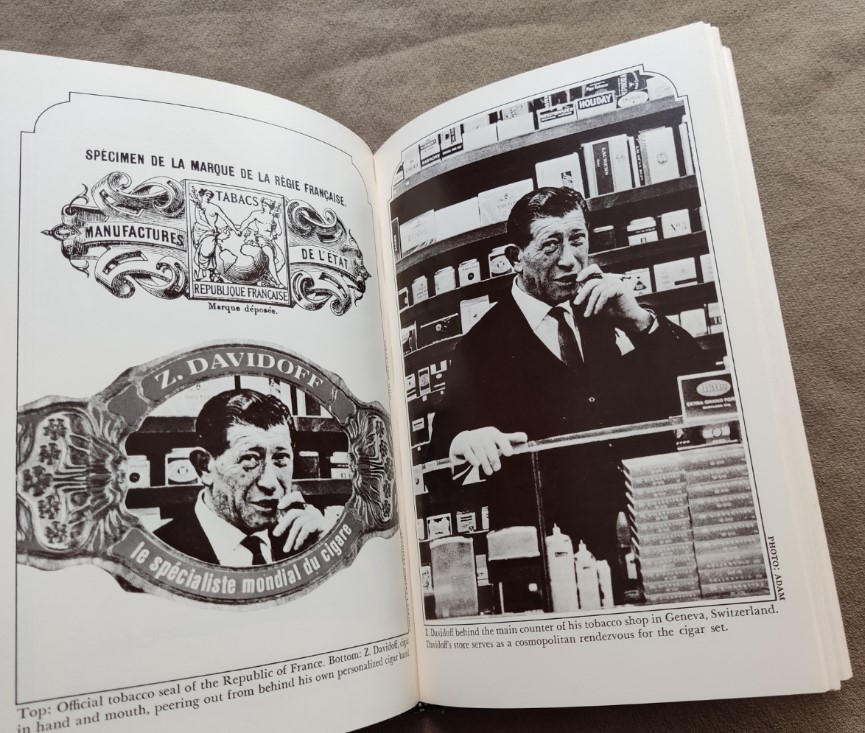 SPÉCIMEN DE LA MARQUE DE LA RÉGIE FRANÇAISE.
TABACS
MANUFACTURES
DE L'ÉTAT
RÉPUBLIQUE FRANÇAISE
Marque déposée.
Z. DAVIDOFF
le spécialiste mondial du cigare
Top: Official tobacco seal of the Republic of France. Bottom: Z. Davidoff, cigar
in hand and mouth, peering out from behind his own personalized cigar band.
HOLIDAY
PHOTO: ADAM
Z. Davidoff behind the main counter of his tobacco shop in Geneva, Switzerland.
Davidoff's store serves as a cosmopolitan rendezvous for the cigar set.